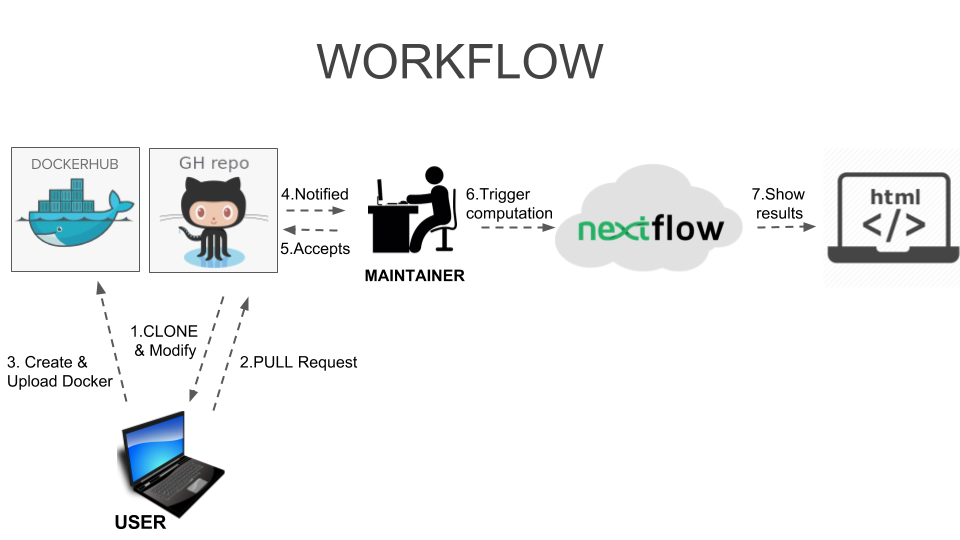 WORKFLOW
DOCKERHUB
GH repo
4.Notified
5.Accepts
MAINTAINER
6.Trigger
computation
nextflow
7.Show
results
html
</>
1.CLONE
& Modify
2.PULL Request
3. Create &
Upload Docker
USER